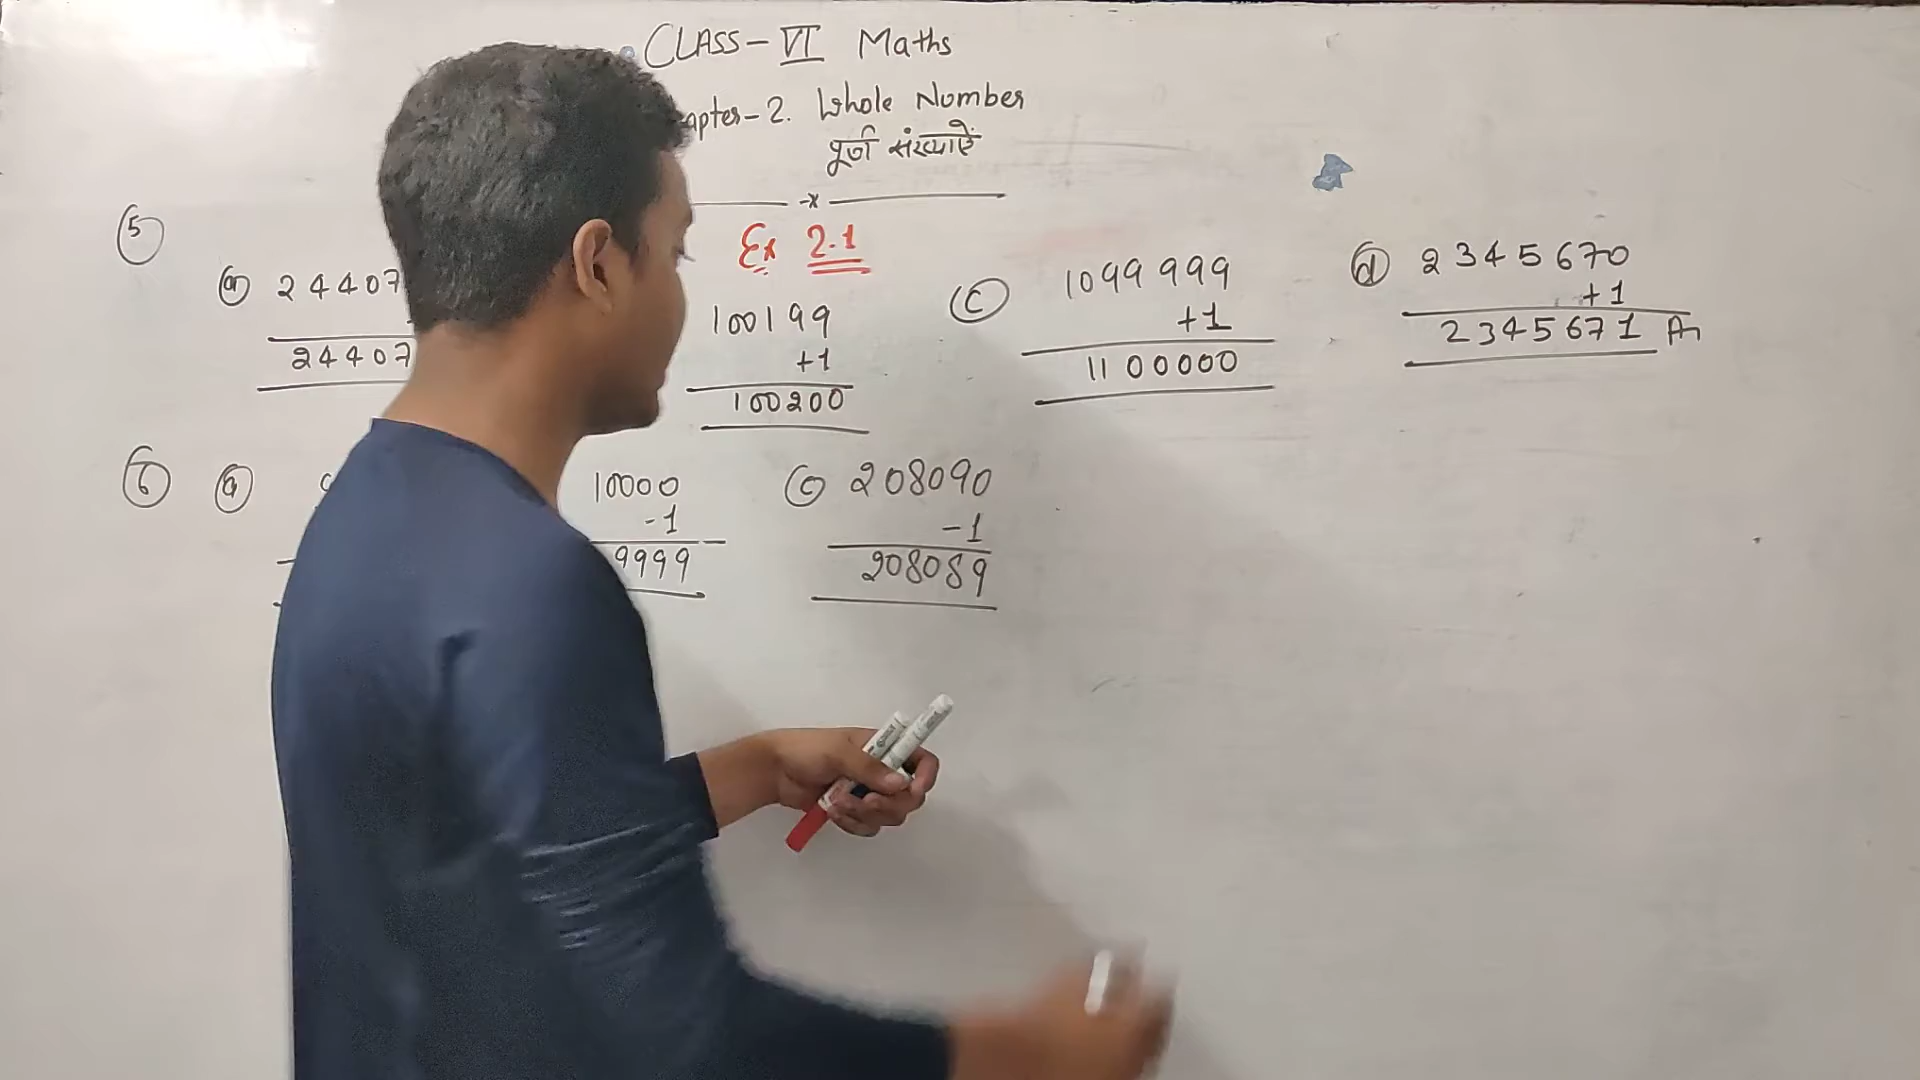 CLASS-VI Maths
apter-2. Whole Number
पूर्ण संख्याएँ
-x
Ex 2.1
5
a 24407
24407
100199
+1
100200
C 1099999
+1
1100000
d 2345670
+1
2345671 An
6 a
10000
-1
9999
C 208090
-1
208089